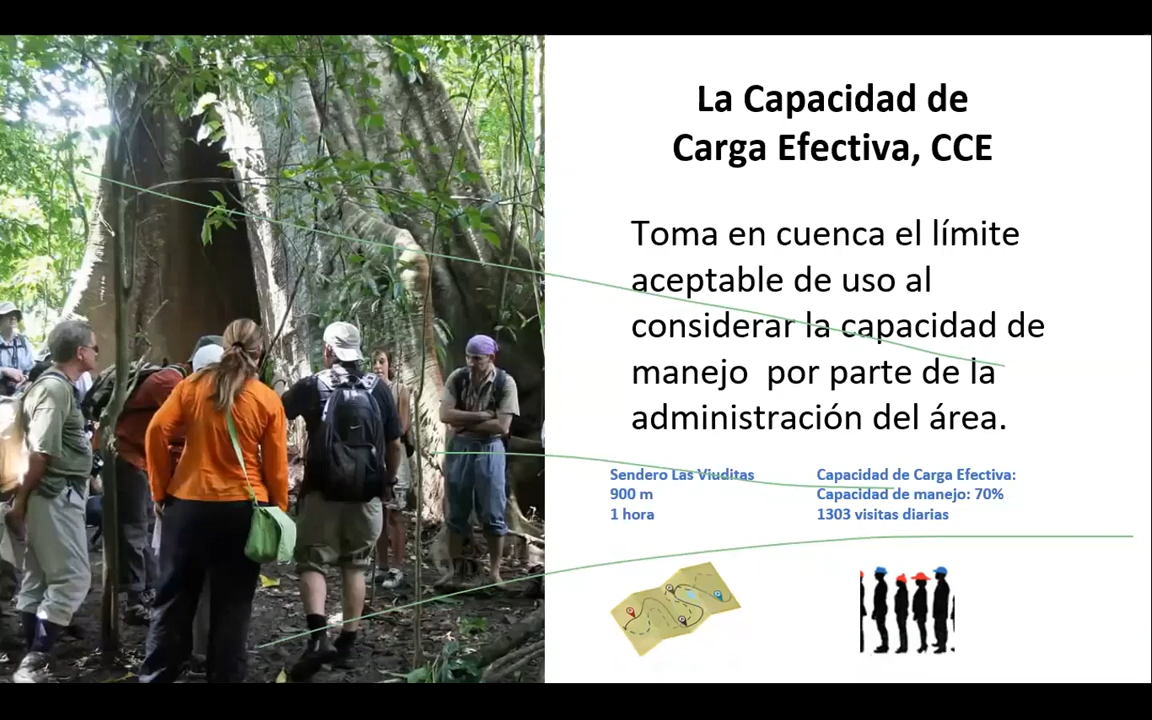 La Capacidad de
Carga Efectiva, CCE
Toma en cuenca el límite
aceptable de uso al
considerar la capacidad de
manejo  por parte de la
administración del área.
Sendero Las Viuditas
900 m
1 hora
Capacidad de Carga Efectiva:
Capacidad de manejo: 70%
1303 visitas diarias